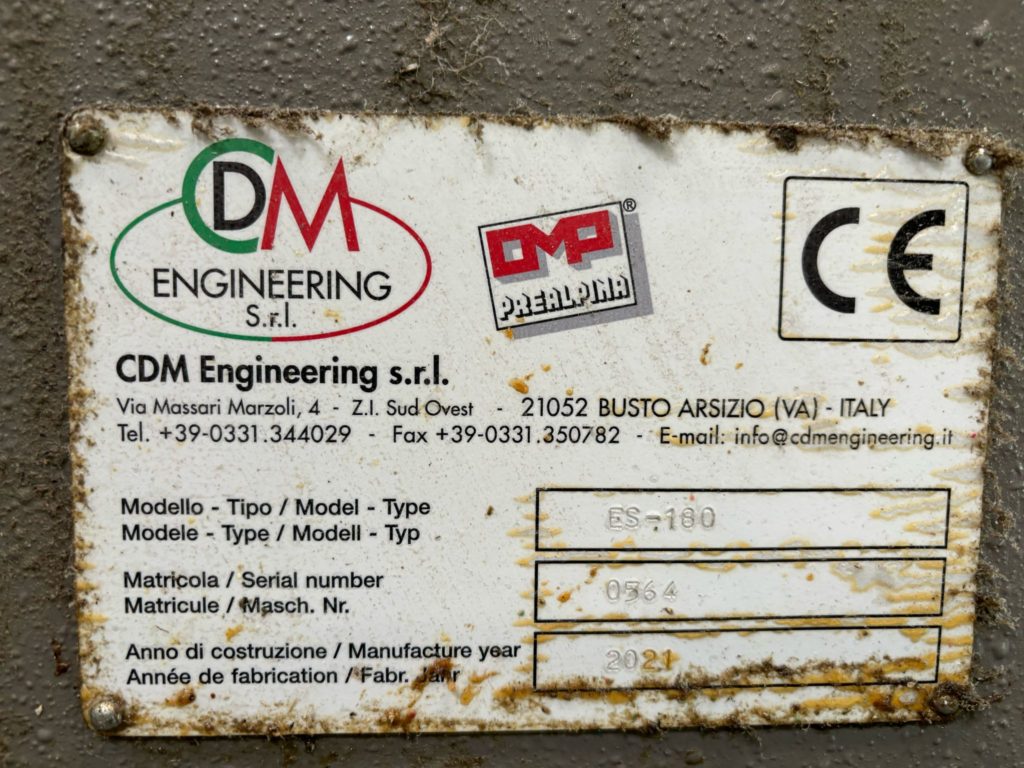 CDM
ENGINEERING
S.r.l.
OMP®
PREALPINA
CE
CDM Engineering s.r.l.
Via Massari Marzoli, 4 - Z.I. Sud Ovest - 21052 BUSTO ARSIZIO (VA) - ITALY
Tel. +39-0331.344029 - Fax +39-0331.350782 - E-mail: info@cdmengineering.it
Modello - Tipo / Model - Type
Modele - Type / Modell - Typ
ES-180
Matricola / Serial number
Matricule / Masch. Nr.
0564
Anno di costruzione / Manufacture year
Année de fabrication / Fabr. Jahr
2021